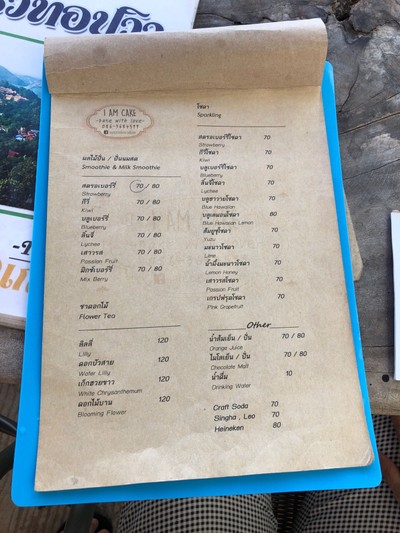 I AM CAKE
-bake with love-
ผลไม้ปั่น / ปั่นนมสด
Smoothie & Milk Smoothie
สตรอเบอร์รี่ 70 / 80
Strawberry
กีวี่ 70 / 80
Kiwi
บลูเบอร์รี่ 70 / 80
Blueberry
ลิ้นจี่ 70 / 80
Lychee
เสาวรส 70 / 80
Passion Fruit
มิกซ์เบอร์รี่ 70 / 80
Mix Berry
ชาดอกไม้
Flower Tea
ลิลลี่ 120
Lilly
ดอกบัวสาย 120
Water Lilly
เก็กฮวยขาว 120
White Chrysanthemum
ดอกไม้บาน 120
Blooming Flower
โซดา
Sparkling
สตรอเบอร์รี่โซดา 70
Strawberry
กีวี่โซดา 70
Kiwi
บลูเบอร์รี่โซดา 70
Blueberry
ลิ้นจี่โซดา 70
Lychee
บลูฮาวายโซดา 70
Blue Hawaiian
บลูเลมอนโซดา 80
Blue Hawaiian Lemon
ส้มยูซุโซดา 70
Yuzu
มะนาวโซดา 70
Lime
น้ำผึ้งมะนาวโซดา 70
Lemon Honey
เสาวรสโซดา 70
Passion Fruit
เกรปฟรุตโซดา 70
Pink Grapefruit
Other
น้ำส้มเย็น / ปั่น 70 / 80
Orange Juice
ไมโลเย็น / ปั่น 70 / 80
Chocolate Malt
น้ำดื่ม 10
Drinking Water
Craft Soda 70
Singha , Leo 70
Heineken 80